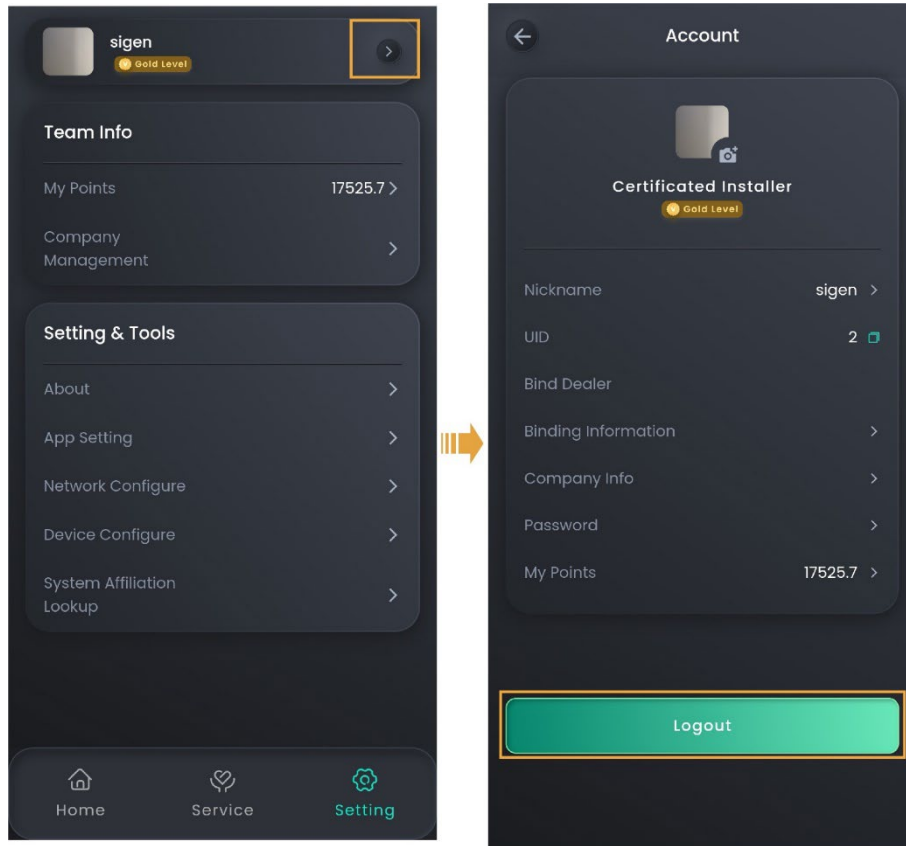 sigen
Gold Level
Team Info
My Points 17525.7
Company
Management
Setting & Tools
About
App Setting
Network Configure
Device Configure
System Affiliation
Lookup
Home Service Setting
Account
Certificated Installer
Gold Level
Nickname sigen
UID 2
Bind Dealer
Binding Information
Company Info
Password
My Points 17525.7
Logout